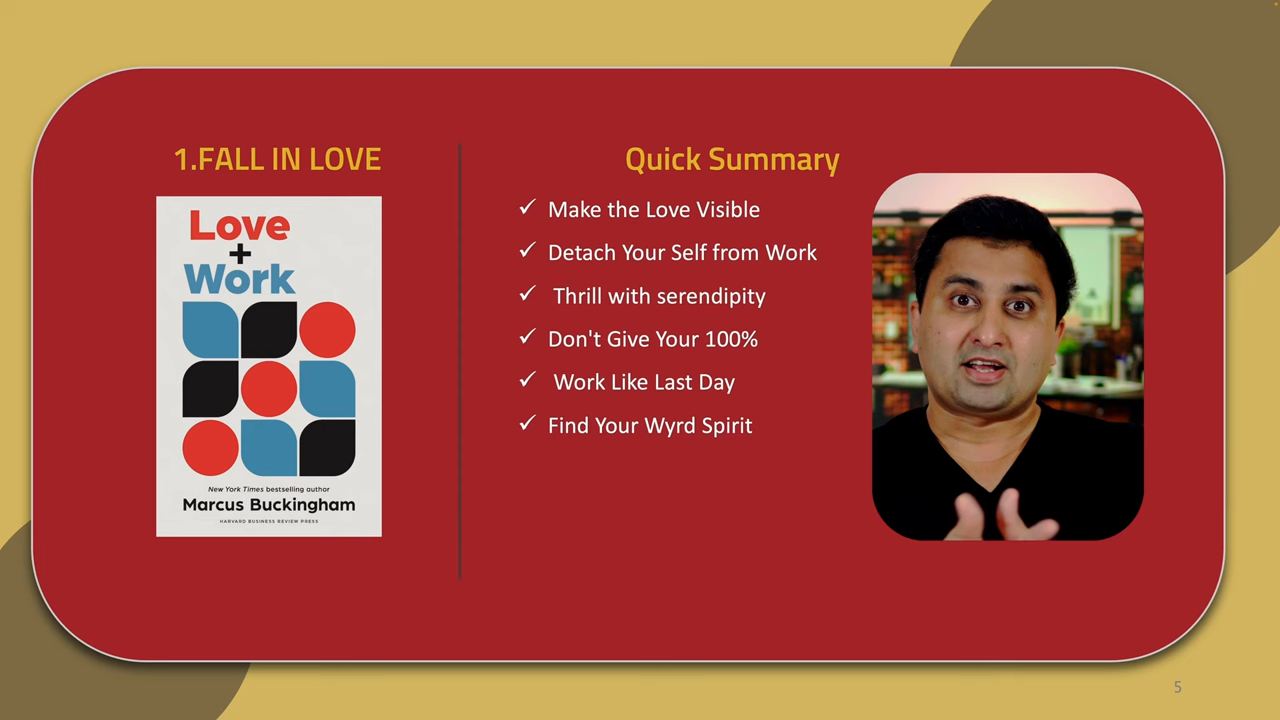 1.FALL IN LOVE
Love
+
Work
New York Times bestselling author
Marcus Buckingham
HARVARD BUSINESS REVIEW PRESS
Quick Summary
✓ Make the Love Visible
✓ Detach Your Self from Work
✓ Thrill with serendipity
✓ Don't Give Your 100%
✓ Work Like Last Day
✓ Find Your Wyrd Spirit
5